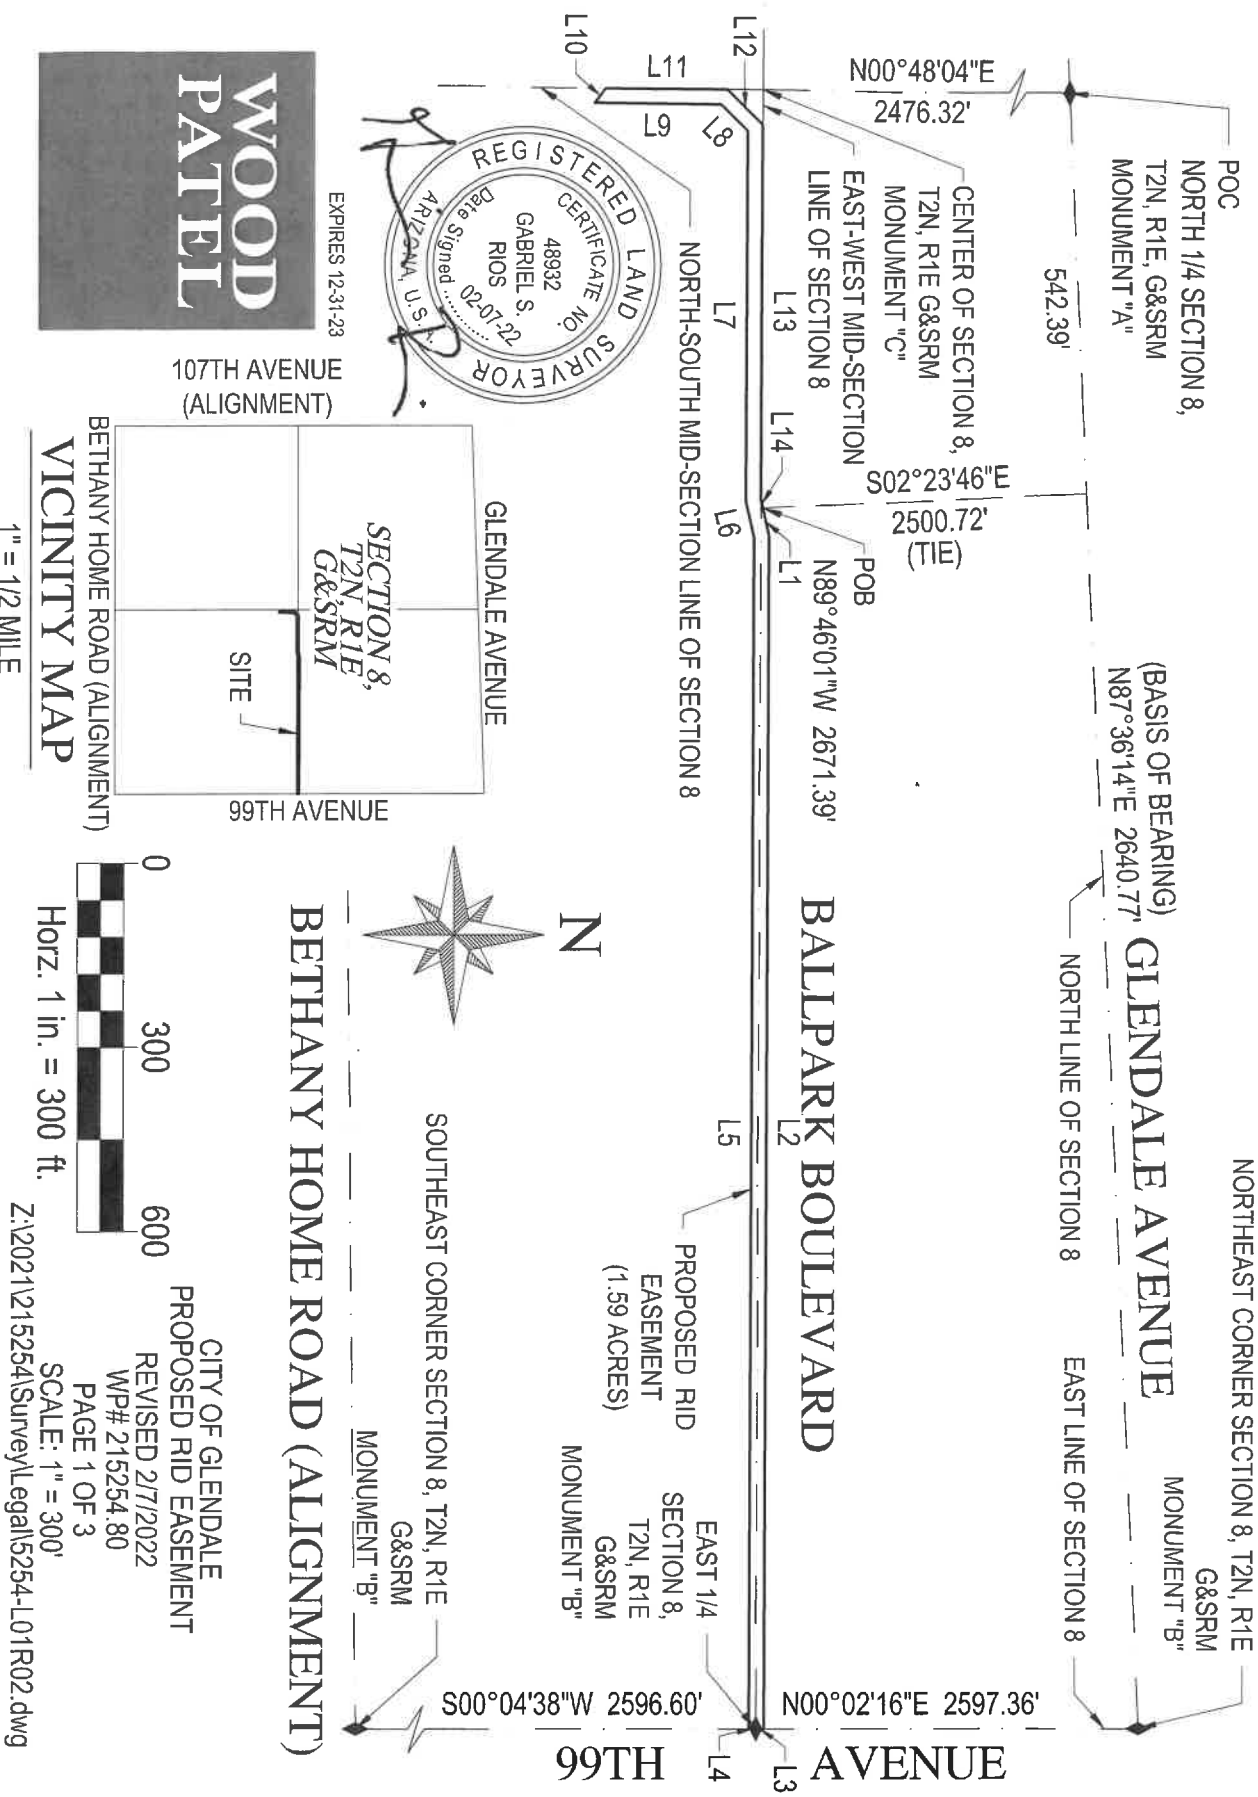 POC
NORTH 1/4 SECTION 8,
T2N, R1E, G&SRM
MONUMENT "A"
N00°48'04"E
2476.32'
542.39'
CENTER OF SECTION 8,
T2N, R1E G&SRM
MONUMENT "C"
EAST-WEST MID-SECTION
LINE OF SECTION 8
S02°23'46"E
2500.72'
(TIE)
(BASIS OF BEARING)
N87°36'14"E 2640.77'
GLENDALE AVENUE
NORTH LINE OF SECTION 8
NORTHEAST CORNER SECTION 8, T2N, R1E
G&SRM
MONUMENT "B"
EAST LINE OF SECTION 8
L10
L11
L12
L9
L8
L13
L7
L14
L6
L1
POB
N89°46'01"W 2671.39'
BALLPARK BOULEVARD
L2
L5
NORTH-SOUTH MID-SECTION LINE OF SECTION 8
PROPOSED RID
EASEMENT
(1.59 ACRES)
EAST 1/4
SECTION 8,
T2N, R1E
G&SRM
MONUMENT "B"
N00°02'16"E 2597.36'
S00°04'38"W 2596.60'
L3
L4
99TH AVENUE
SOUTHEAST CORNER SECTION 8, T2N, R1E
G&SRM
MONUMENT "B"
BETHANY HOME ROAD (ALIGNMENT)
N
REGISTERED LAND SURVEYOR
CERTIFICATE NO.
48932
GABRIEL S.
RIOS
Date Signed 02-07-22
ARIZONA, U.S.A.
EXPIRES 12-31-23
WOOD
PATEL
GLENDALE AVENUE
107TH AVENUE
(ALIGNMENT)
SECTION 8,
T2N, R1E
G&SRM
SITE
99TH AVENUE
BETHANY HOME ROAD (ALIGNMENT)
VICINITY MAP
1" = 1/2 MILE
0 300 600
Horz. 1 in. = 300 ft.
CITY OF GLENDALE
PROPOSED RID EASEMENT
REVISED 2/7/2022
WP# 215254.80
PAGE 1 OF 3
SCALE: 1" = 300'
Z:\2021\215254\Survey\Legal\5254-L01R02.dwg